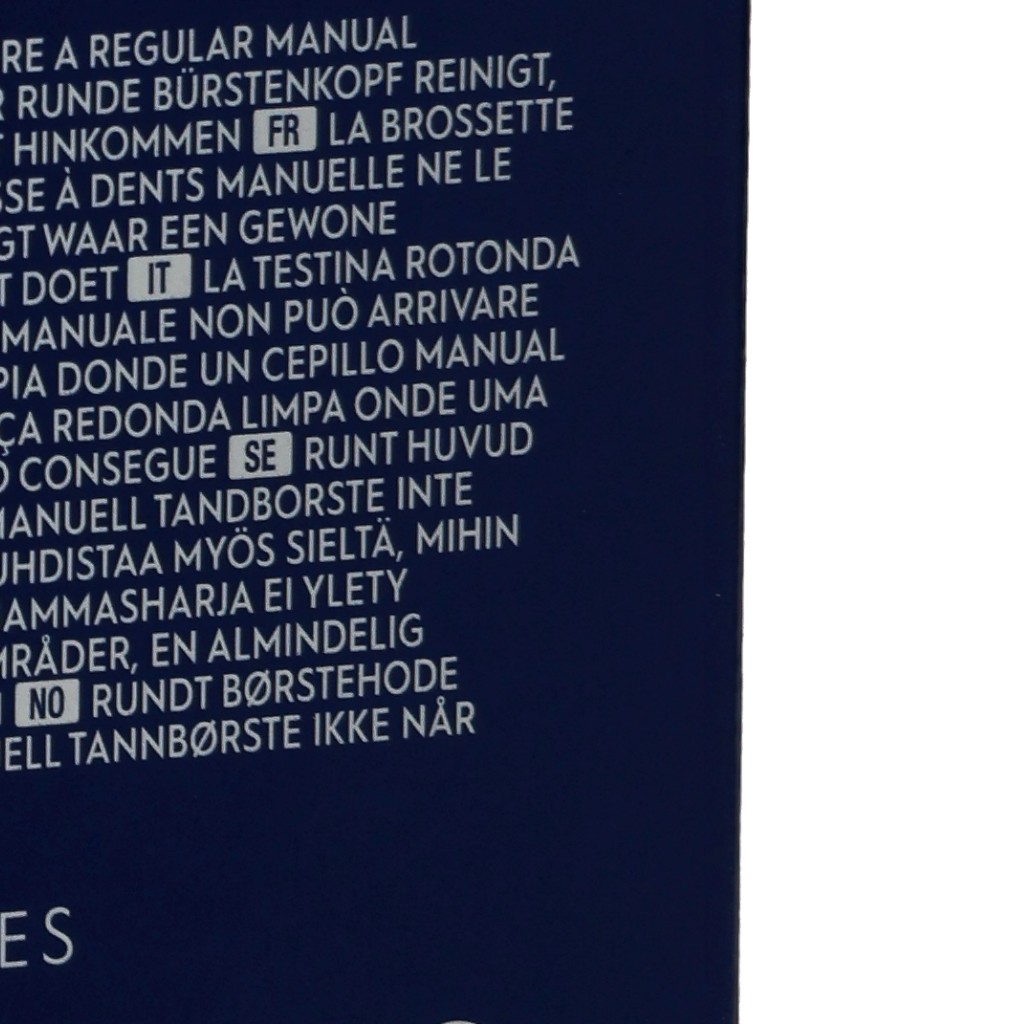 RE A REGULAR MANUAL
R RUNDE BÜRSTENKOPF REINIGT,
T HINKOMMEN FR LA BROSSETTE
SSE À DENTS MANUELLE NE LE
GT WAAR EEN GEWONE
T DOET IT LA TESTINA ROTONDA
MANUALE NON PUÒ ARRIVARE
PIA DONDE UN CEPILLO MANUAL
ÇA REDONDA LIMPA ONDE UMA
O CONSEGUE SE RUNT HUVUD
MANUELL TANDBORSTE INTE
UHDISTAA MYÖS SIELTÄ, MIHIN
AMMASHARJA EI YLETY
MRÅDER, EN ALMINDELIG
NO RUNDT BØRSTEHODE
ELL TANNBØRSTE IKKE NÅR
ES